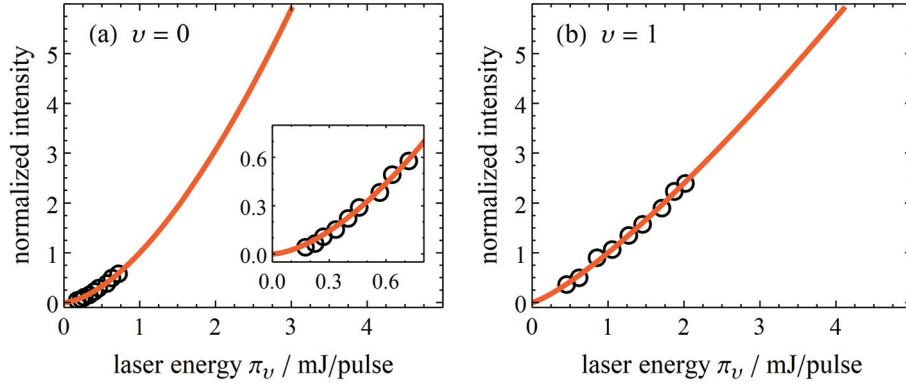 (a) υ = 0
normalized intensity
5
4
3
2
1
0
0.6
0.3
0.0
0.0 0.3 0.6
0 1 2 3 4
laser energy πᵥ / mJ/pulse
(b) υ = 1
normalized intensity
5
4
3
2
1
0
0 1 2 3 4
laser energy πᵥ / mJ/pulse